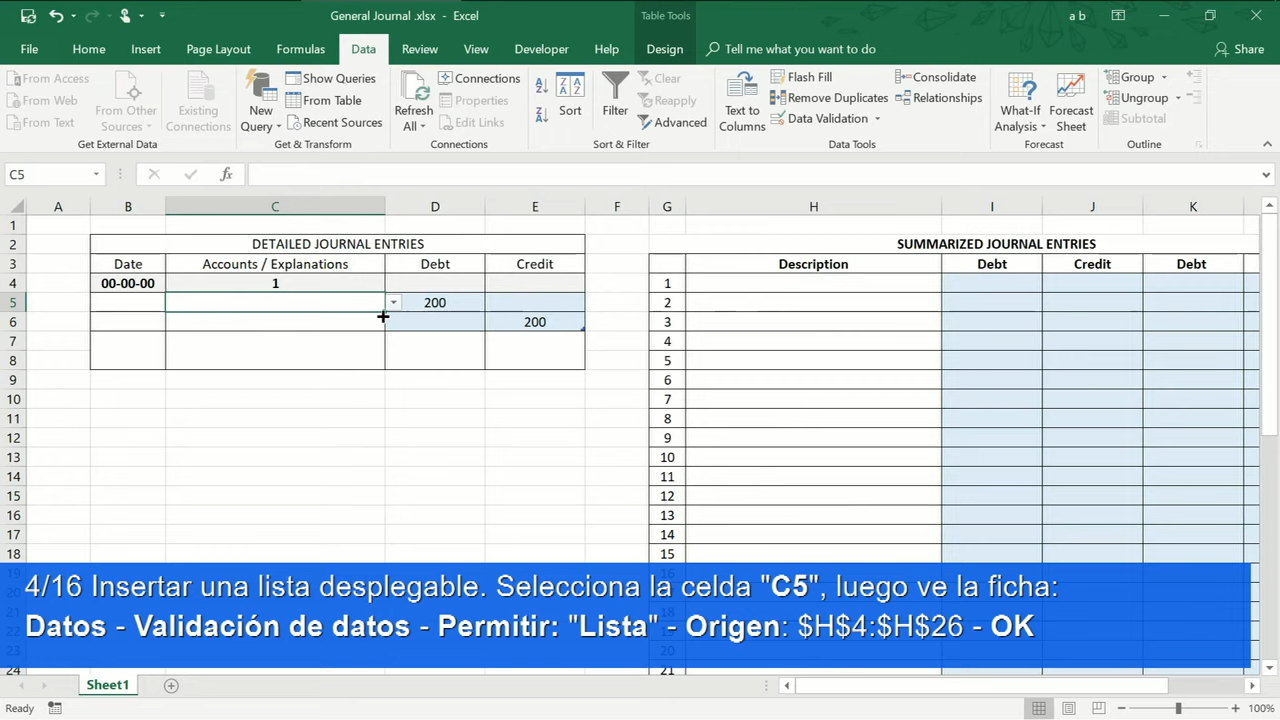 General Journal .xlsx - Excel
Table Tools
a b
File Home Insert Page Layout Formulas Data Review View Developer Help Design Tell me what you want to do Share
From Access
From Web
From Text
From Other
Sources
Existing
Connections
Get External Data
New
Query
Show Queries
From Table
Recent Sources
Get & Transform
Refresh
All
Connections
Properties
Edit Links
Connections
Sort
Filter
Clear
Reapply
Advanced
Sort & Filter
Text to
Columns
Flash Fill
Remove Duplicates
Data Validation
Consolidate
Relationships
Data Tools
What-If
Analysis
Forecast
Sheet
Forecast
Group
Ungroup
Subtotal
Outline
C5 fx
A B C D E F G H I J K
1
2 DETAILED JOURNAL ENTRIES SUMMARIZED JOURNAL ENTRIES
3 Date Accounts / Explanations Debt Credit Description Debt Credit Debt
4 00-00-00 1 1
5 200 2
6 200 3
7 4
8 5
9 6
10 7
11 8
12 9
13 10
14 11
15 12
16 13
17 14
18 15
4/16 Insertar una lista desplegable. Selecciona la celda "C5", luego ve la ficha:
Datos - Validación de datos - Permitir: "Lista" - Origen: $H$4:$H$26 - OK
24 21
Sheet1
Ready 100%